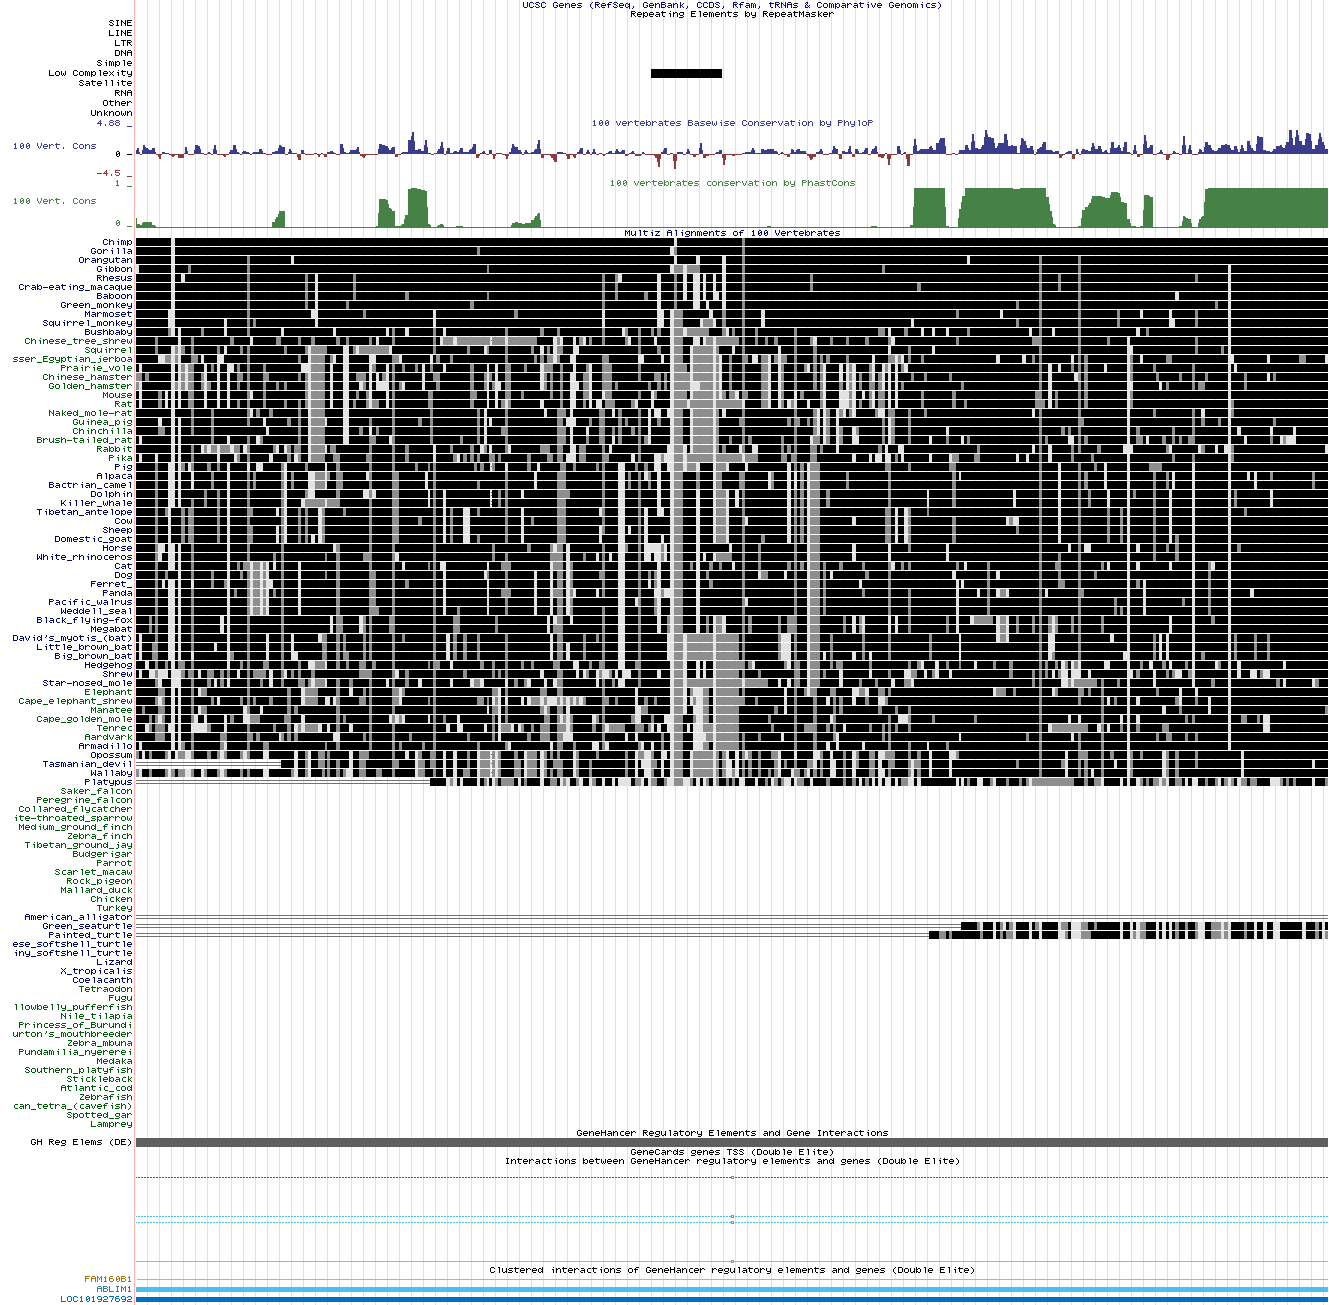 UCSC Genes (RefSeq, GenBank, CCDS, Rfam, tRNAs & Comparative Genomics)
Repeating Elements by RepeatMasker
SINE
LINE
LTR
DNA
Simple
Low Complexity
Satellite
RNA
Other
Unknown
4.88 _
100 vertebrates Basewise Conservation by PhyloP
100 Vert. Cons
0 _
-4.5 _
100 vertebrates conservation by PhastCons
1 _
100 Vert. Cons
0 _
Multiz Alignments of 100 Vertebrates
Chimp
Gorilla
Orangutan
Gibbon
Rhesus
Crab-eating_macaque
Baboon
Green_monkey
Marmoset
Squirrel_monkey
Bushbaby
Chinese_tree_shrew
Squirrel
sser_Egyptian_jerboa
Prairie_vole
Chinese_hamster
Golden_hamster
Mouse
Rat
Naked_mole-rat
Guinea_pig
Chinchilla
Brush-tailed_rat
Rabbit
Pika
Pig
Alpaca
Bactrian_camel
Dolphin
Killer_whale
Tibetan_antelope
Cow
Sheep
Domestic_goat
Horse
White_rhinoceros
Cat
Dog
Ferret_
Panda
Pacific_walrus
Weddell_seal
Black_flying-fox
Megabat
David's_myotis_(bat)
Little_brown_bat
Big_brown_bat
Hedgehog
Shrew
Star-nosed_mole
Elephant
Cape_elephant_shrew
Manatee
Cape_golden_mole
Tenrec
Aardvark
Armadillo
Opossum
Tasmanian_devil
Wallaby
Platypus
Saker_falcon
Peregrine_falcon
Collared_flycatcher
ite-throated_sparrow
Medium_ground_finch
Zebra_finch
Tibetan_ground_jay
Budgerigar
Parrot
Scarlet_macaw
Rock_pigeon
Mallard_duck
Chicken
Turkey
American_alligator
Green_seaturtle
Painted_turtle
ese_softshell_turtle
iny_softshell_turtle
Lizard
X_tropicalis
Coelacanth
Tetraodon
Fugu
llowbelly_pufferfish
Nile_tilapia
Princess_of_Burundi
urton's_mouthbreeder
Zebra_mbuna
Pundamilia_nyererei
Medaka
Southern_platyfish
Stickleback
Atlantic_cod
Zebrafish
can_tetra_(cavefish)
Spotted_gar
Lamprey
GeneHancer Regulatory Elements and Gene Interactions
GH Reg Elems (DE)
GeneCards genes TSS (Double Elite)
Interactions between GeneHancer regulatory elements and genes (Double Elite)
Clustered interactions of GeneHancer regulatory elements and genes (Double Elite)
FAM160B1
ABLIM1
LOC101927692